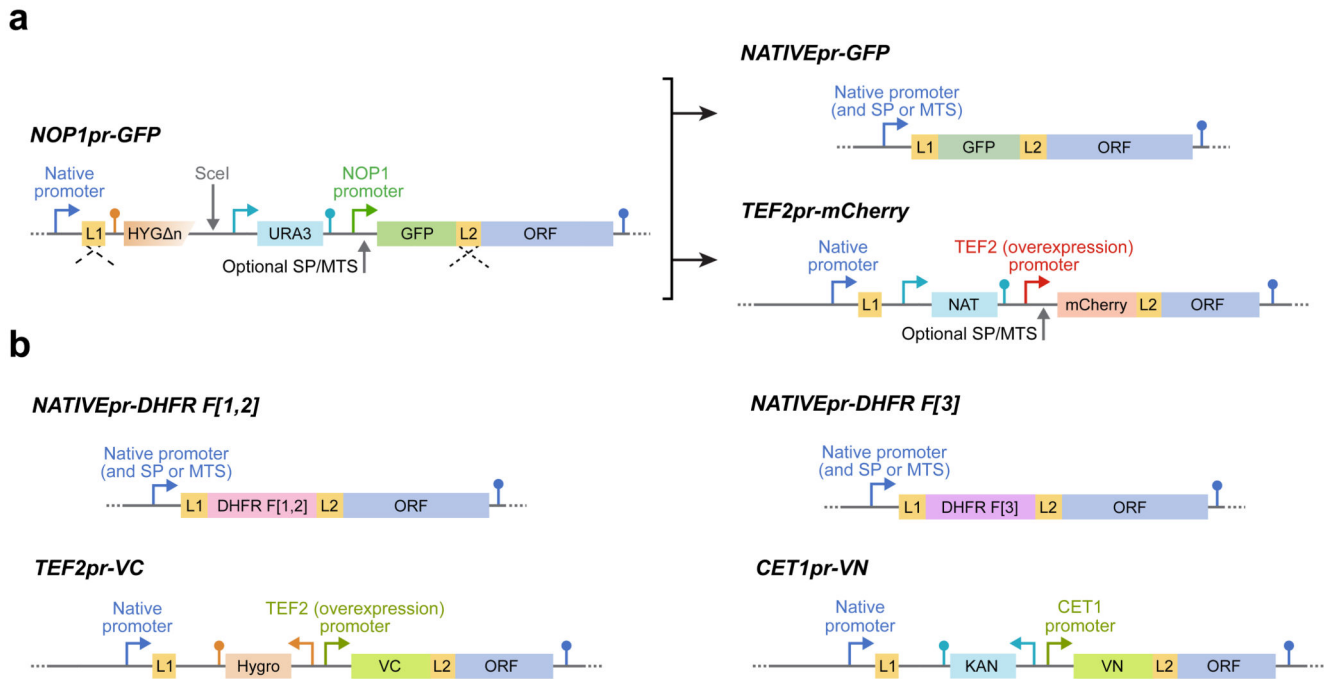 a
NOP1pr-GFP
Native
promoter
SceI
NOP1
promoter
L1
HYGΔn
URA3
GFP
L2
ORF
Optional SP/MTS
NATIVEpr-GFP
Native promoter
(and SP or MTS)
L1
GFP
L2
ORF
TEF2pr-mCherry
Native
promoter
TEF2 (overexpression)
promoter
L1
NAT
mCherry
L2
ORF
Optional SP/MTS
b
NATIVEpr-DHFR F[1,2]
Native promoter
(and SP or MTS)
L1
DHFR F[1,2]
L2
ORF
NATIVEpr-DHFR F[3]
Native promoter
(and SP or MTS)
L1
DHFR F[3]
L2
ORF
TEF2pr-VC
Native
promoter
TEF2 (overexpression)
promoter
L1
Hygro
VC
L2
ORF
CET1pr-VN
Native
promoter
CET1
promoter
L1
KAN
VN
L2
ORF